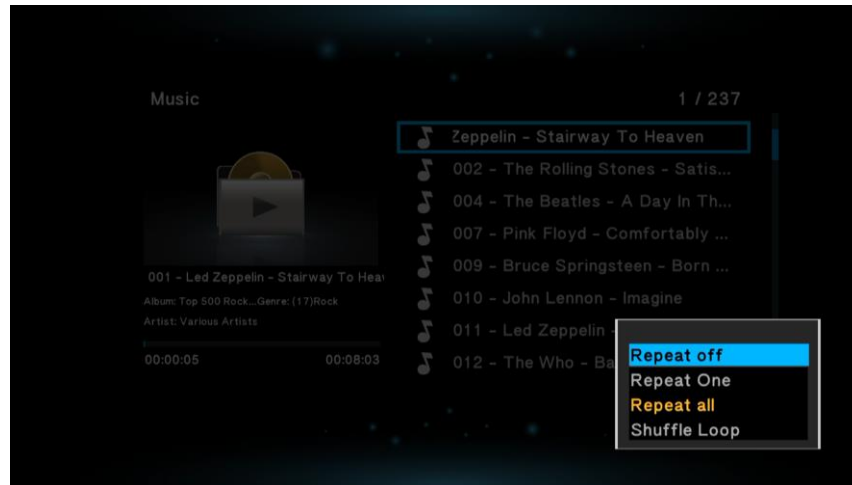 Music
1 / 237
Zeppelin - Stairway To Heaven
002 - The Rolling Stones - Satis...
004 - The Beatles - A Day In Th...
007 - Pink Floyd - Comfortably ...
009 - Bruce Springsteen - Born ...
010 - John Lennon - Imagine
011 - Led Zeppelin -
012 - The Who - Ba
001 - Led Zeppelin - Stairway To Hea
Album: Top 500 Rock...Genre: (17)Rock
Artist: Various Artists
00:00:05
00:08:03
Repeat off
Repeat One
Repeat all
Shuffle Loop